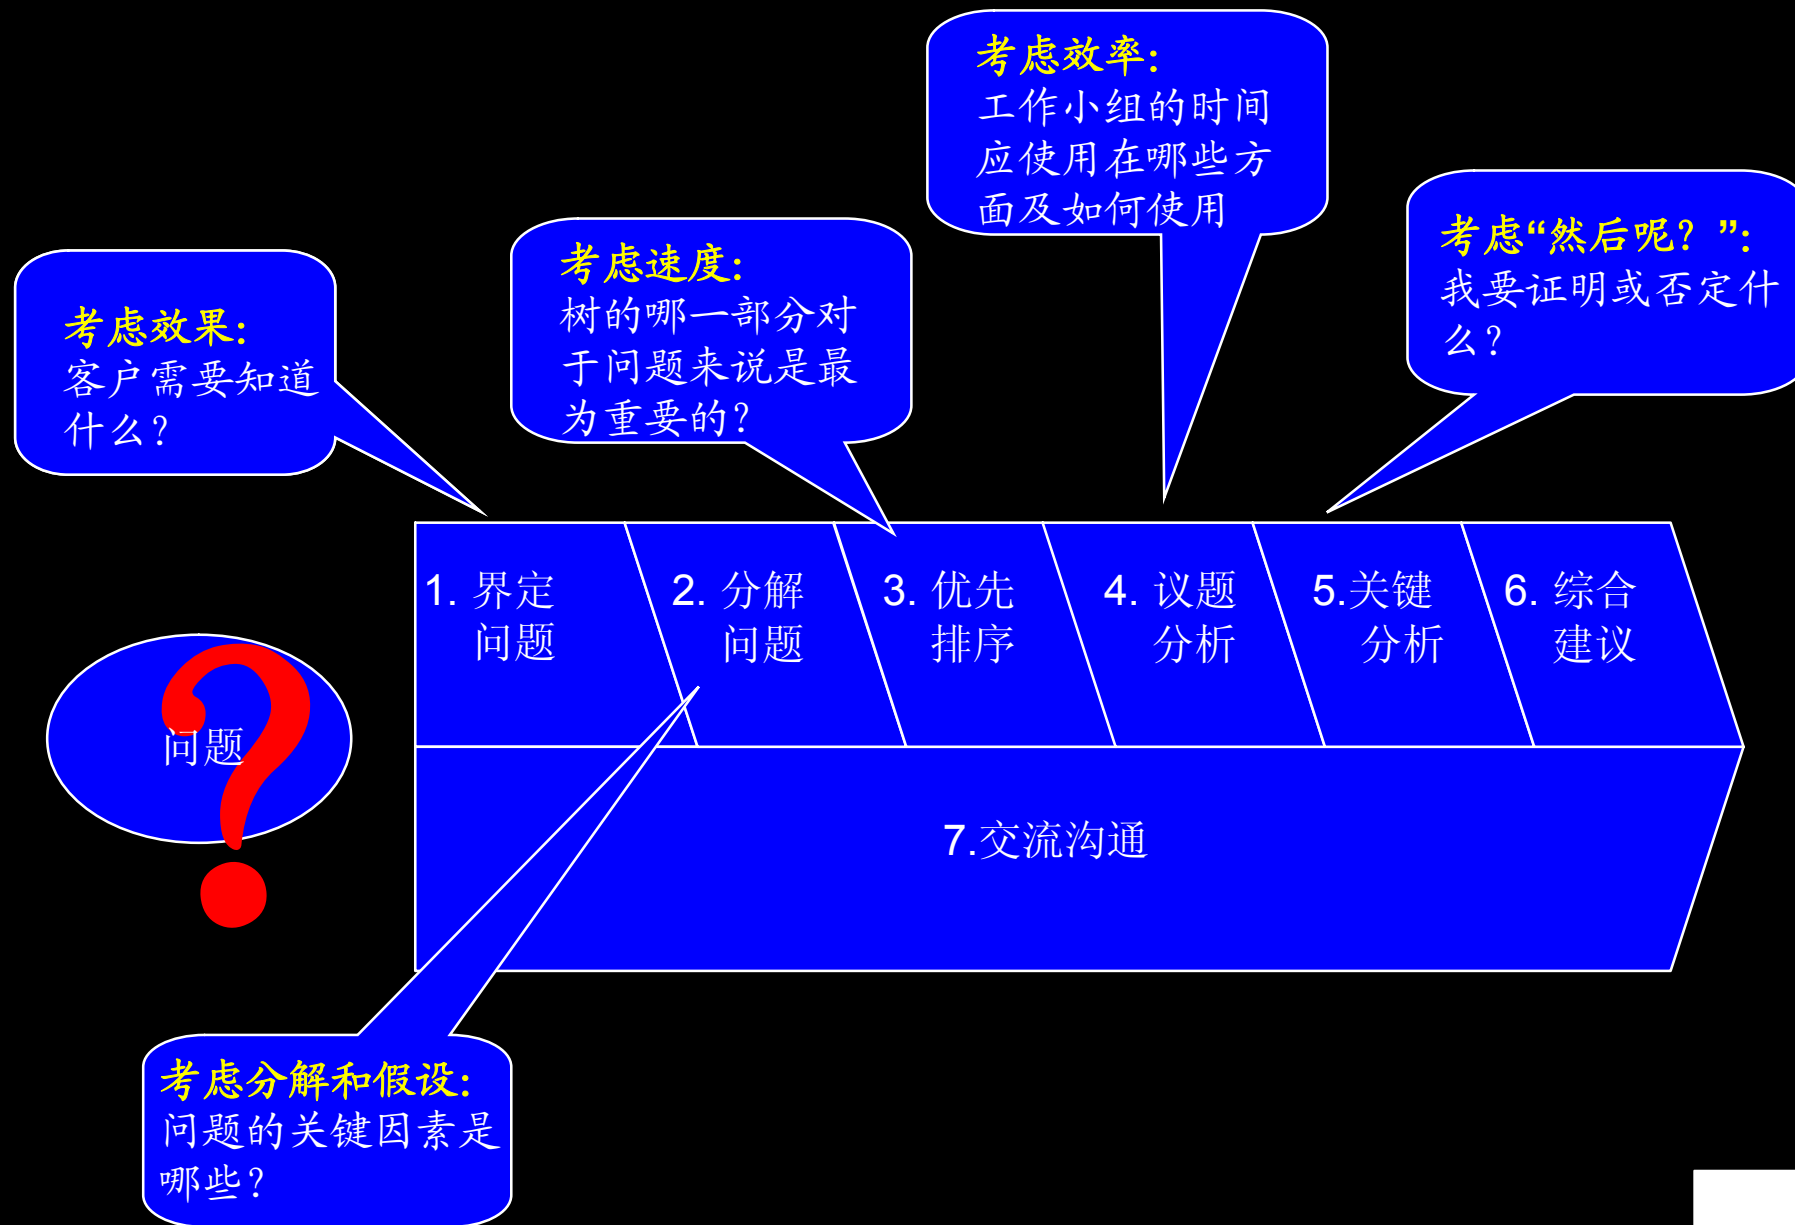 考虑效率:
工作小组的时间
应使用在哪些方
面及如何使用
考虑“然后呢？”:
我要证明或否定什
么?
考虑速度:
树的哪一部分对
于问题来说是最
为重要的?
考虑效果:
客户需要知道
什么?
1. 界定
问题
2. 分解
问题
3. 优先
排序
4. 议题
分析
5.关键
分析
6. 综合
建议
问题
?
7.交流沟通
考虑分解和假设:
问题的关键因素是
哪些?